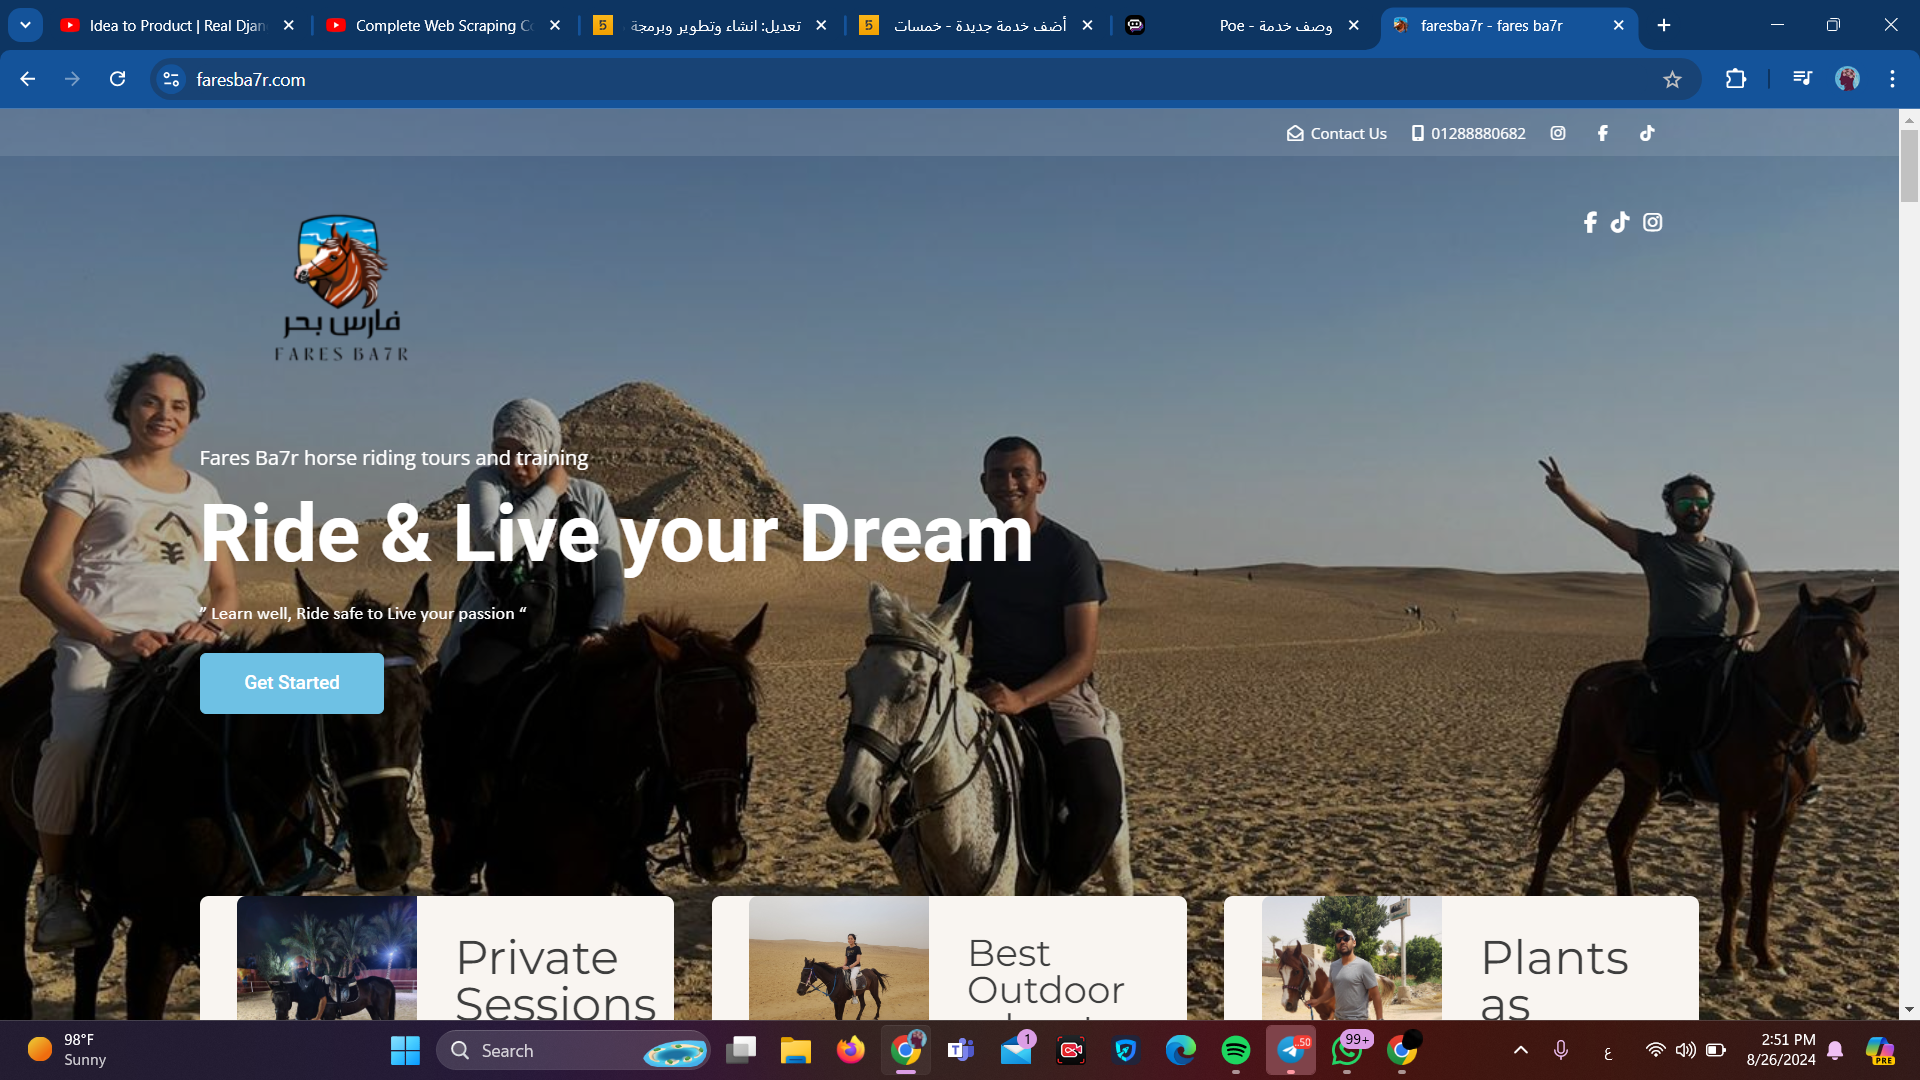 Idea to Product | Real Djan
Complete Web Scraping Co
5
تعديل: انشاء وتطوير وبرمجة
5
أضف خدمة جديدة - خمسات
وصف خدمة - Poe
faresba7r - fares ba7r
faresba7r.com
Contact Us
01288880682
فارس بحر
FARES BA7R
Fares Ba7r horse riding tours and training
Ride & Live your Dream
” Learn well, Ride safe to Live your passion “
Get Started
Private
Sessions
Best
Outdoor
Plants
as
98°F
Sunny
Search
1
.50
99+
ع
2:51 PM
8/26/2024
PRE